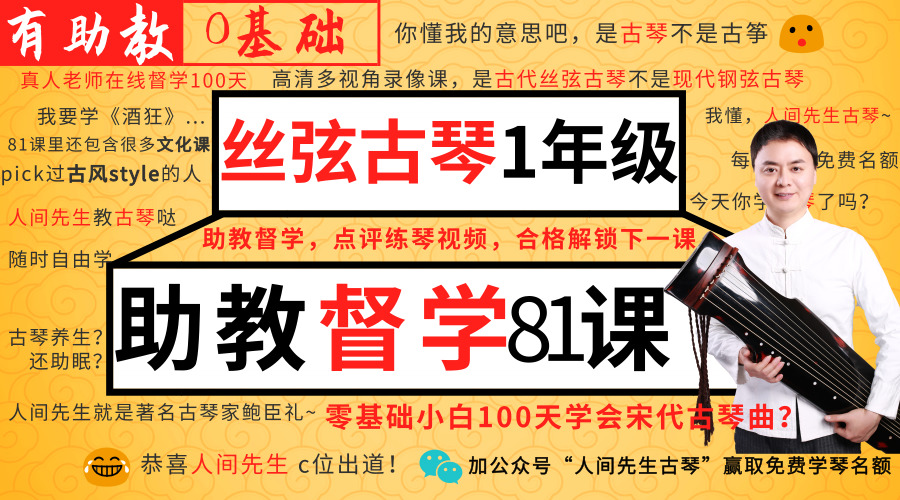 有助教 0基础
你懂我的意思吧，是古琴不是古筝
真人老师在线督学100天
高清多视角录像课，是古代丝弦古琴不是现代钢弦古琴
我要学《酒狂》...
81课里还包含很多文化课
pick过古风style的人
人间先生教古琴哒
随时自由学
丝弦古琴1年级
我懂，人间先生古琴~
每 免费名额
今天你学 琴了吗？
助教督学，点评练琴视频，合格解锁下一课
助教督学81课
古琴养生？
还助眠？
人间先生就是著名古琴家鲍臣礼~
零基础小白100天学会宋代古琴曲？
恭喜人间先生 c位出道！
加公众号“人间先生古琴”赢取免费学琴名额